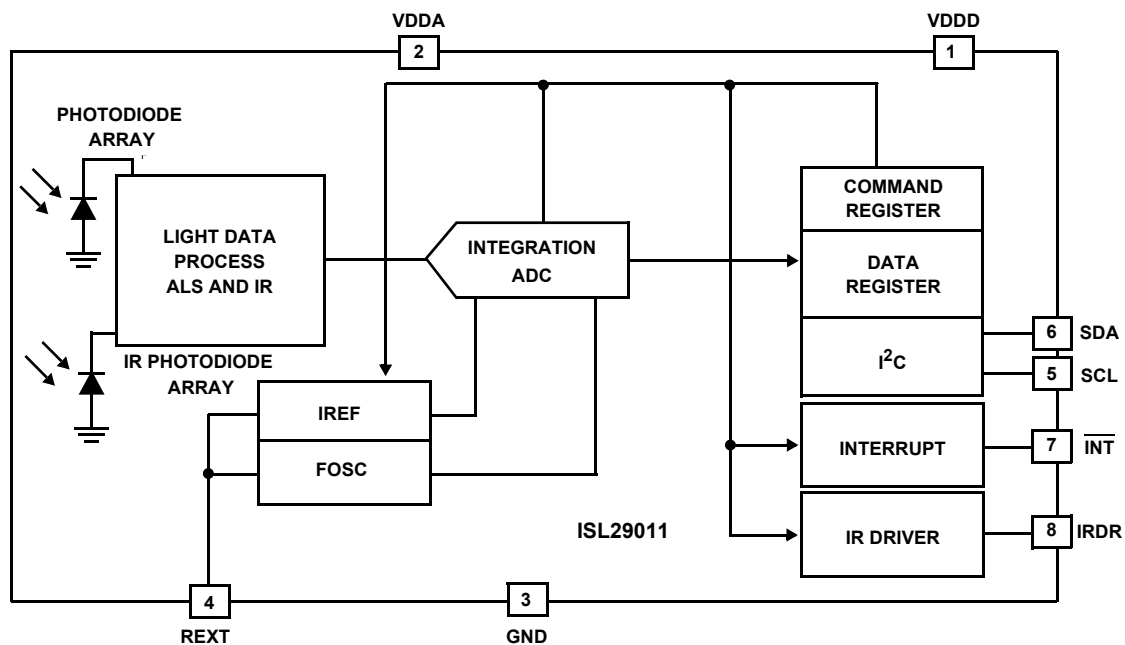 VDDA
VDDD
2
1
PHOTODIODE
ARRAY
LIGHT DATA
PROCESS
ALS AND IR
INTEGRATION
ADC
COMMAND
REGISTER
DATA
REGISTER
I²C
6 SDA
5 SCL
IR PHOTODIODE
ARRAY
IREF
FOSC
INTERRUPT
7 INT
ISL29011
IR DRIVER
8 IRDR
4
3
REXT
GND